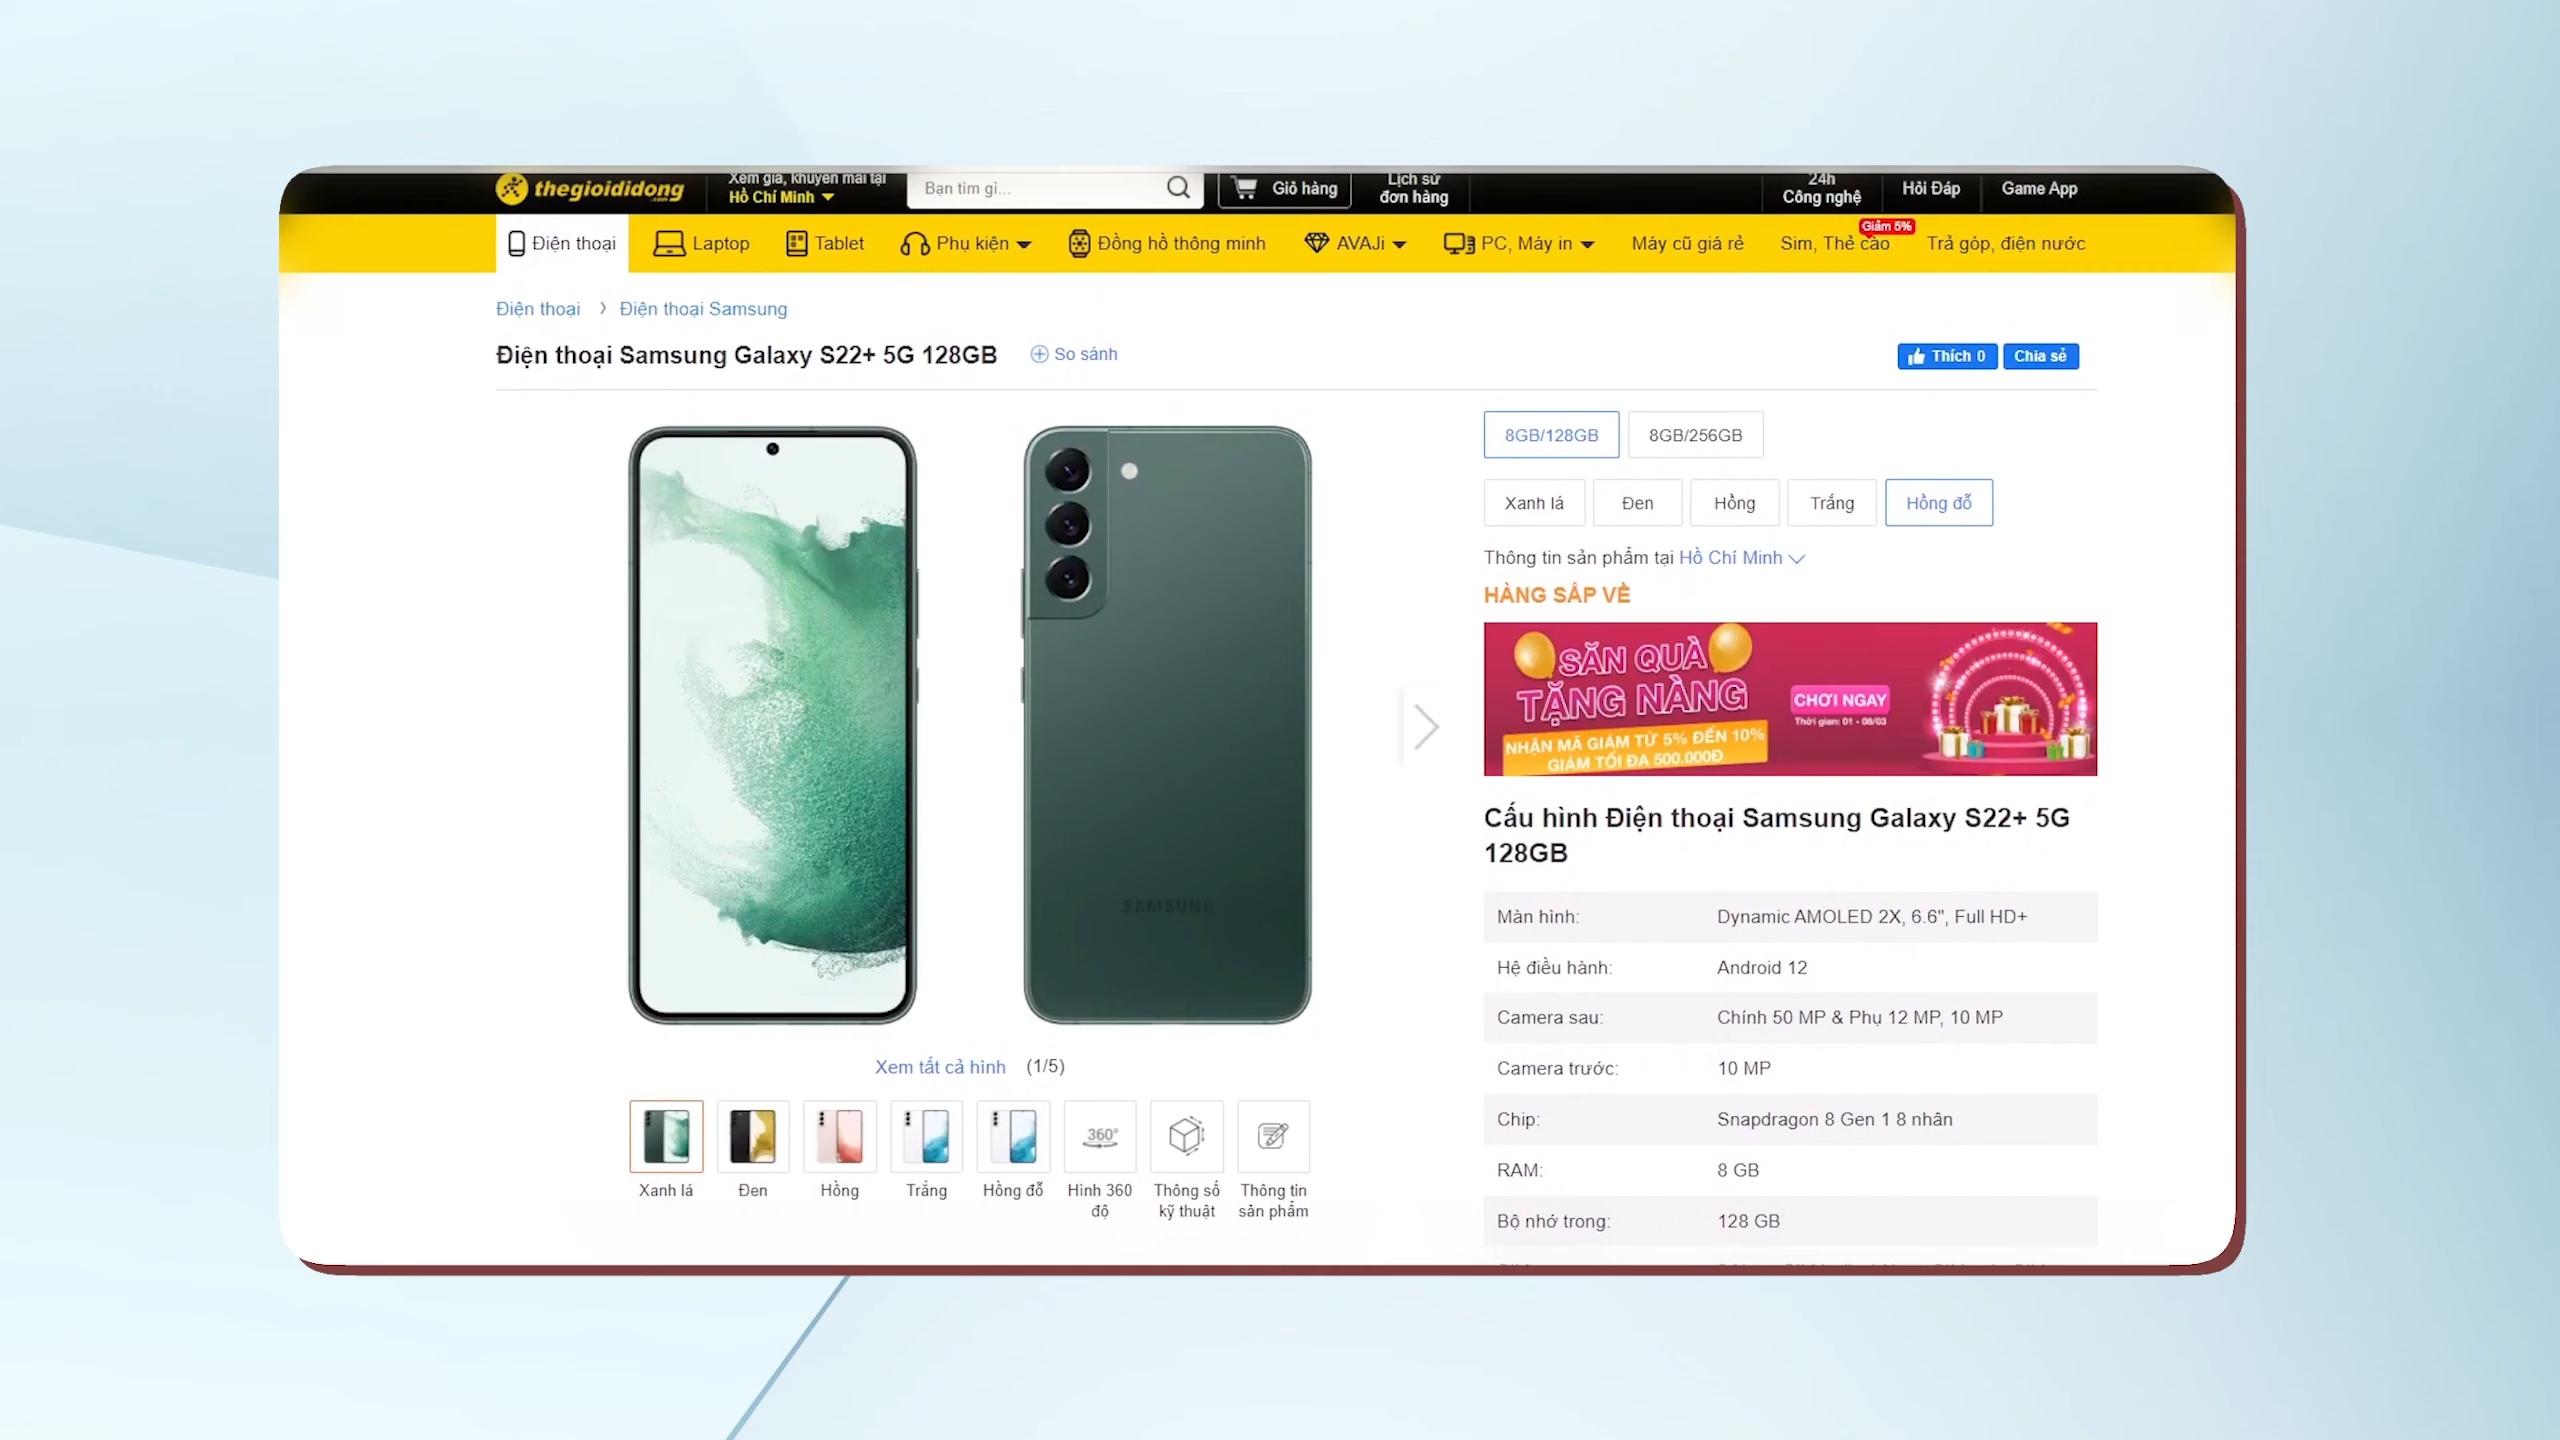 thegioididong
.com
Xem giá, khuyến mãi tại
Hồ Chí Minh
Bạn tìm gì...
Giỏ hàng
Lịch sử
đơn hàng
24h
Công nghệ
Hỏi Đáp
Game App
Điện thoại
Laptop
Tablet
Phụ kiện
Đồng hồ thông minh
AVAJi
PC, Máy in
Máy cũ giá rẻ
Giảm 5%
Sim, Thẻ cào
Trả góp, điện nước
Điện thoại
Điện thoại Samsung
Điện thoại Samsung Galaxy S22+ 5G 128GB
So sánh
Thích 0
Chia sẻ
8GB/128GB
8GB/256GB
Xanh lá
Đen
Hồng
Trắng
Hồng đỗ
Thông tin sản phẩm tại Hồ Chí Minh
HÀNG SẮP VỀ
SĂN QUÀ
TẶNG NÀNG
NHẬN MÃ GIẢM TỪ 5% ĐẾN 10%
GIẢM TỐI ĐA 500.000Đ
CHƠI NGAY
Thời gian: 01 - 08/03
SAMSUNG
Xem tất cả hình (1/5)
360°
Xanh lá
Đen
Hồng
Trắng
Hồng đỗ
Hình 360
độ
Thông số
kỹ thuật
Thông tin
sản phẩm
Cấu hình Điện thoại Samsung Galaxy S22+ 5G
128GB
Màn hình: Dynamic AMOLED 2X, 6.6", Full HD+
Hệ điều hành: Android 12
Camera sau: Chính 50 MP & Phụ 12 MP, 10 MP
Camera trước: 10 MP
Chip: Snapdragon 8 Gen 1 8 nhân
RAM: 8 GB
Bộ nhớ trong: 128 GB